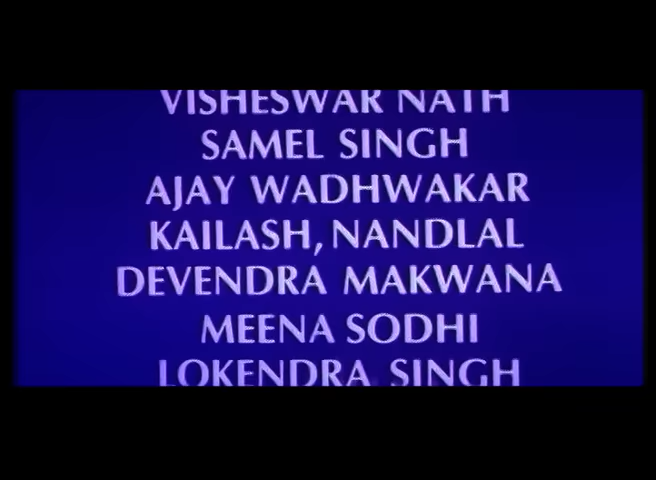 VISHESWAR NATH
SAMEL SINGH
AJAY WADHWAKAR
KAILASH, NANDLAL
DEVENDRA MAKWANA
MEENA SODHI
LOKENDRA SINGH